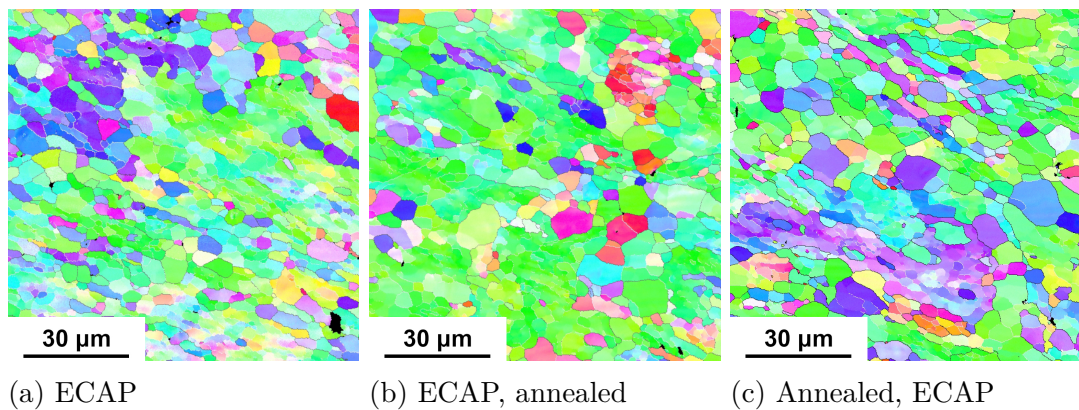 30 µm
30 µm
30 µm
(a) ECAP
(b) ECAP, annealed
(c) Annealed, ECAP